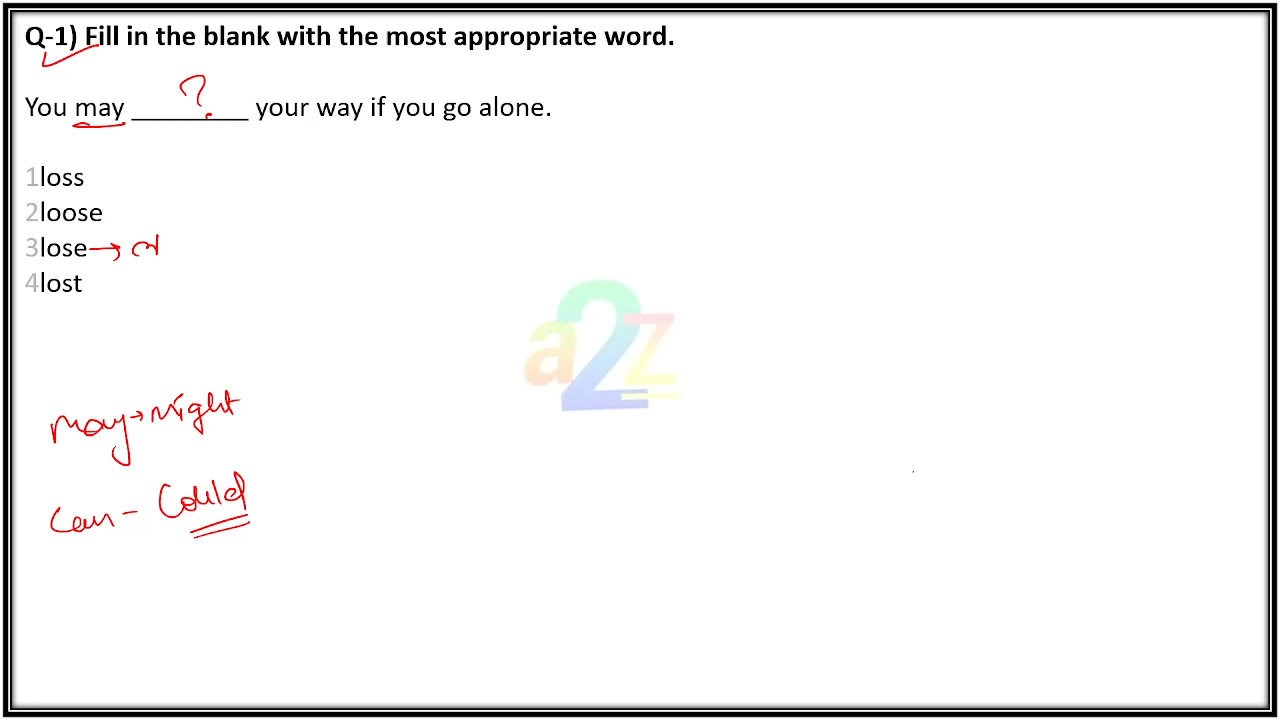 Q-1) Fill in the blank with the most appropriate word.
?
You may ________ your way if you go alone.
1loss
2loose
3lose→
4lost
a2z
May→might
Can- Could